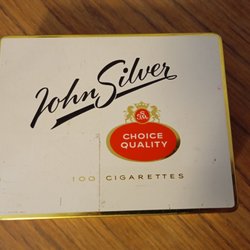 John Silver
CHOICE
QUALITY
100 CIGARETTES